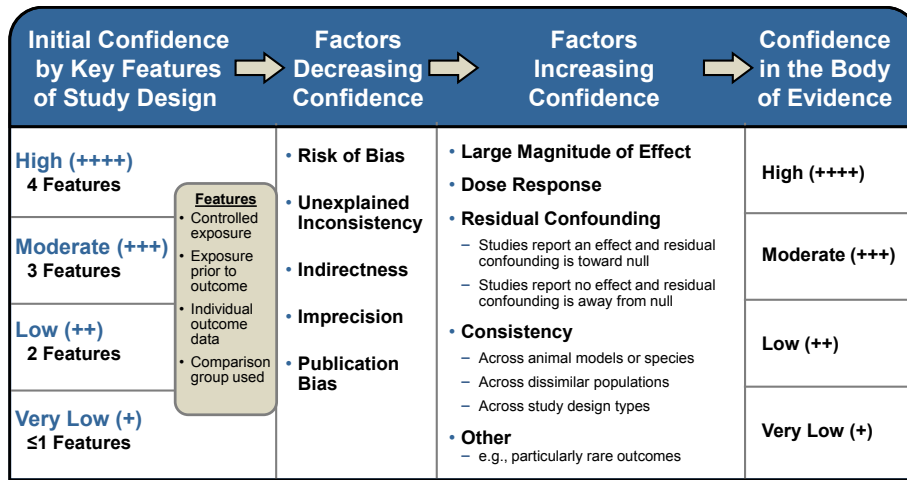 Initial Confidence
by Key Features
of Study Design
Factors
Decreasing
Confidence
Factors
Increasing
Confidence
Confidence
in the Body
of Evidence
High (++++)
4 Features
Moderate (+++)
3 Features
Low (++)
2 Features
Very Low (+)
≤1 Features
Features
• Controlled
exposure
• Exposure
prior to
outcome
• Individual
outcome
data
• Comparison
group used
• Risk of Bias
• Unexplained
Inconsistency
• Indirectness
• Imprecision
• Publication
Bias
• Large Magnitude of Effect
• Dose Response
• Residual Confounding
– Studies report an effect and residual
confounding is toward null
– Studies report no effect and residual
confounding is away from null
• Consistency
– Across animal models or species
– Across dissimilar populations
– Across study design types
• Other
– e.g., particularly rare outcomes
High (++++)
Moderate (+++)
Low (++)
Very Low (+)